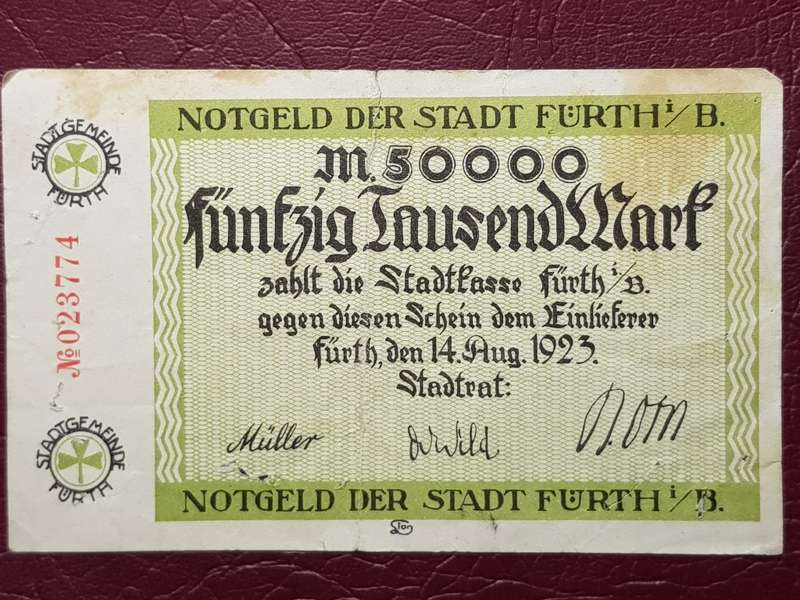 STADTGEMEINDE
FÜRTH
№023774
STADTGEMEINDE
FÜRTH
NOTGELD DER STADT FÜRTH i/B.
M. 50000
Fünfzig Tausend Mark
zahlt die Stadtkasse Fürth i/B.
gegen diesen Schein dem Einlieferer
Fürth, den 14. Aug. 1923.
Stadtrat:
Müller
NOTGELD DER STADT FÜRTH i/B.